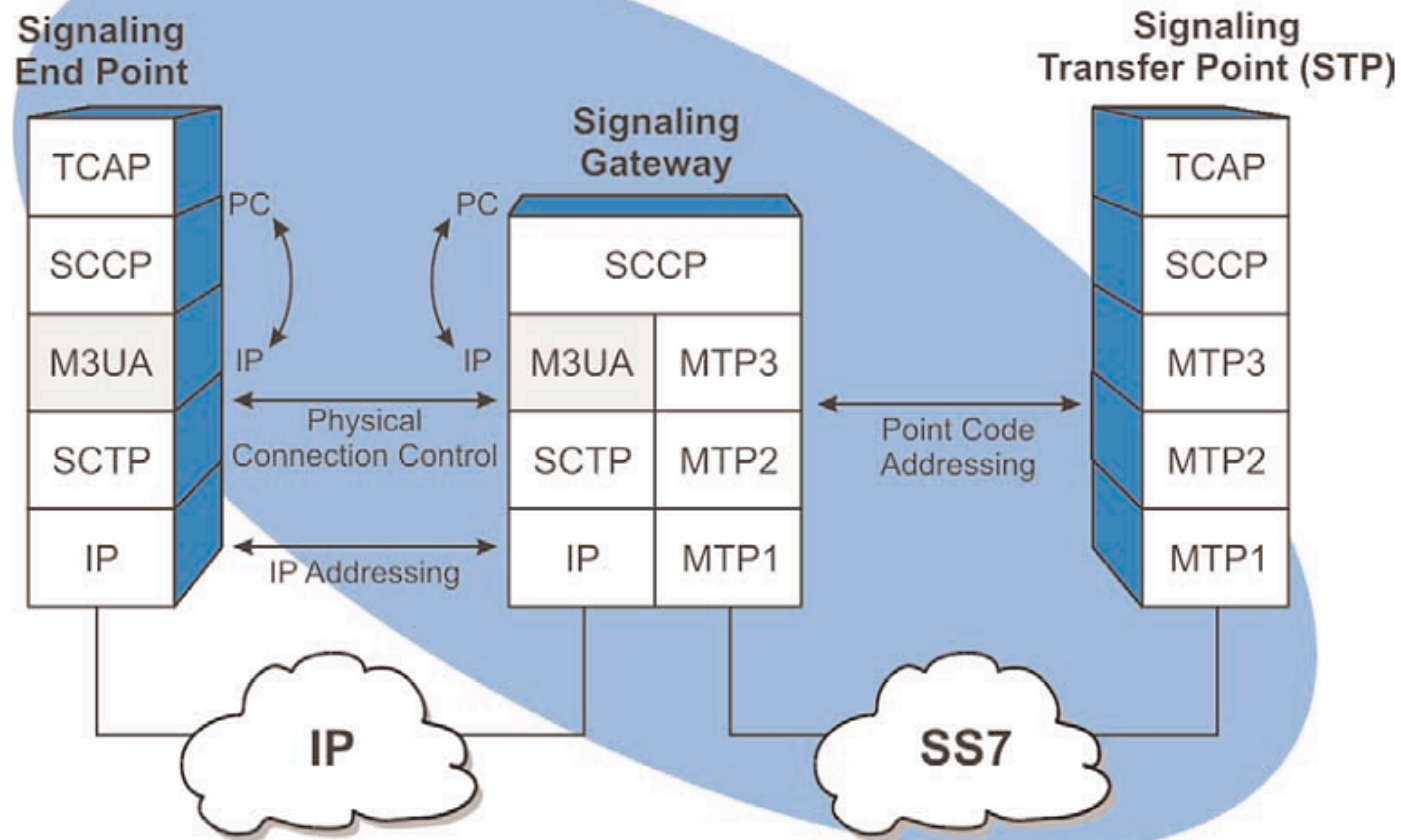 Signaling
End Point
TCAP
SCCP
M3UA
SCTP
IP
PC
IP
PC
IP
Physical
Connection Control
IP Addressing
Signaling
Gateway
SCCP
M3UA
MTP3
SCTP
MTP2
IP
MTP1
Point Code
Addressing
Signaling
Transfer Point (STP)
TCAP
SCCP
MTP3
MTP2
MTP1
IP
SS7